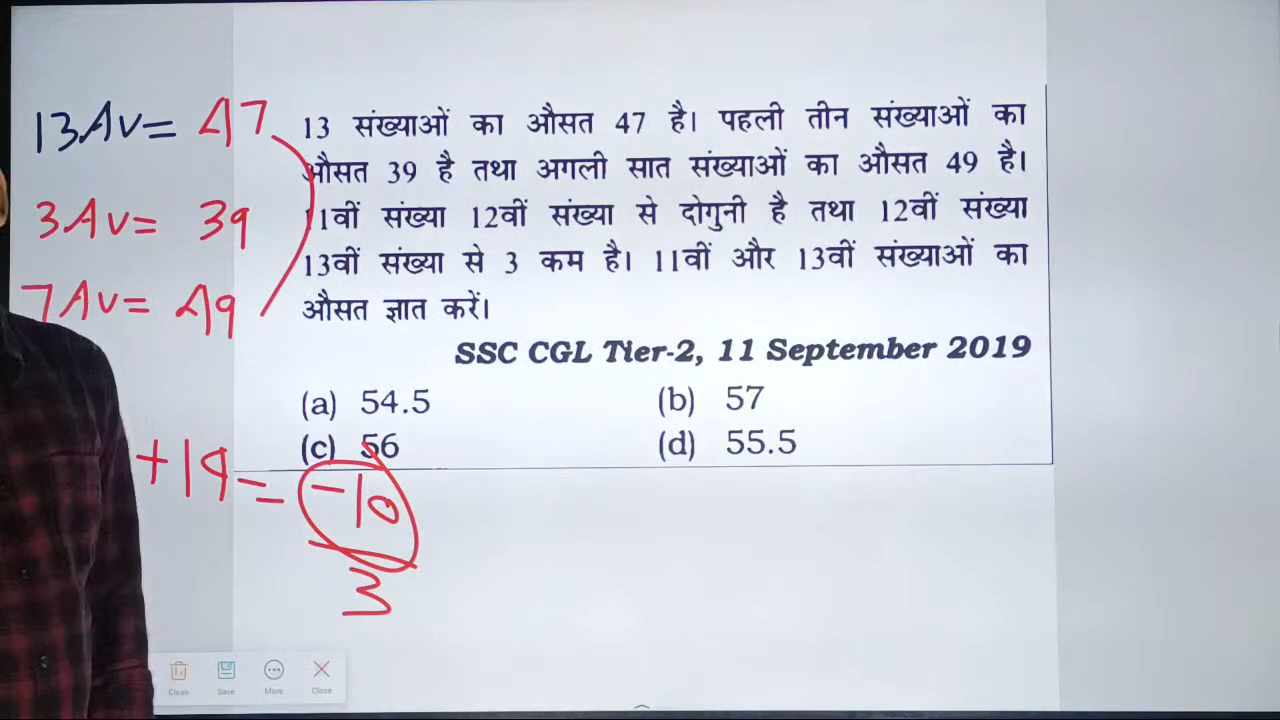 13Av= 47
3Av= 39
7Av= 49
13 संख्याओं का औसत 47 है। पहली तीन संख्याओं का
औसत 39 है तथा अगली सात संख्याओं का औसत 49 है।
11वीं संख्या 12वीं संख्या से दोगुनी है तथा 12वीं संख्या
13वीं संख्या से 3 कम है। 11वीं और 13वीं संख्याओं का
औसत ज्ञात करें।
SSC CGL Tier-2, 11 September 2019
(a) 54.5 (b) 57
(c) 56 (d) 55.5
+14= -10
3
Clean Save More Close